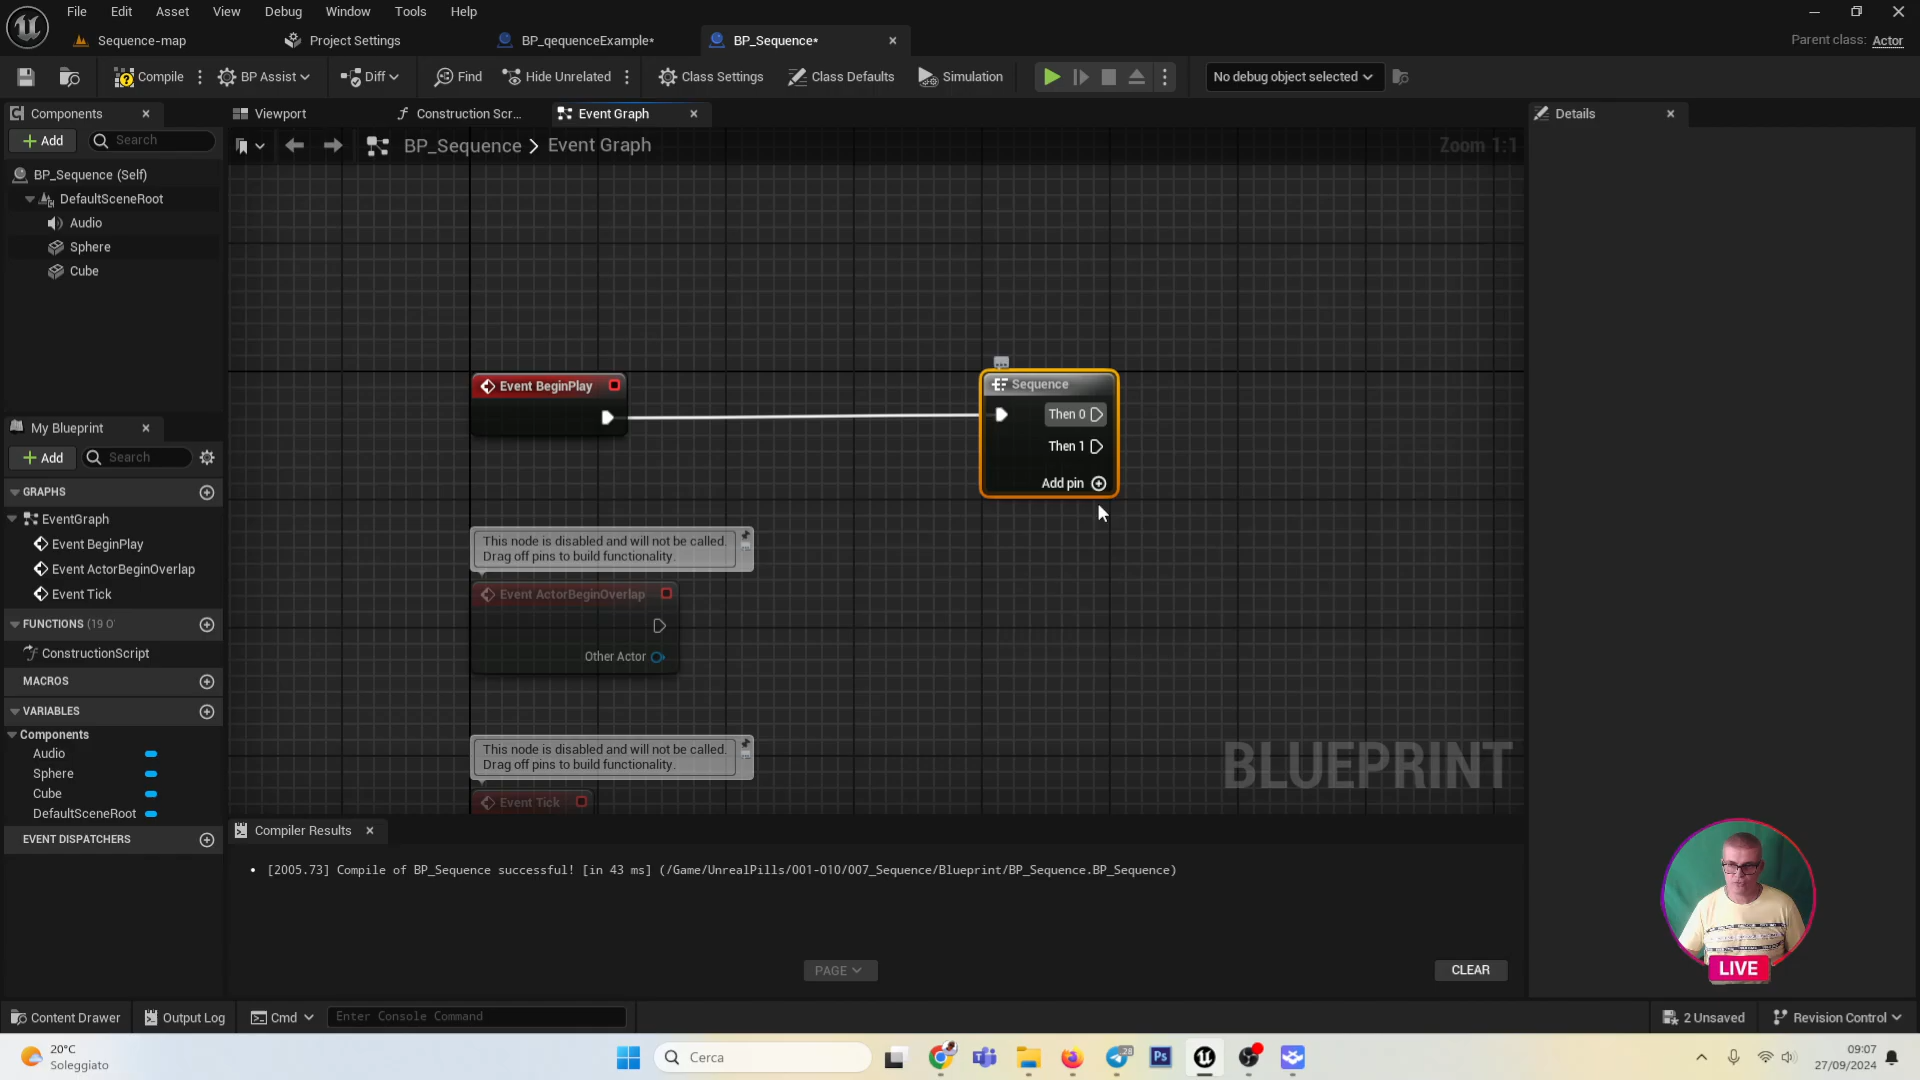 File Edit Asset View Debug Window Tools Help
Sequence-map Project Settings BP_qequenceExample* BP_Sequence*
Parent class: Actor
Compile BP Assist Diff Find Hide Unrelated Class Settings Class Defaults Simulation No debug object selected
Components
Add Search
BP_Sequence (Self)
DefaultSceneRoot
Audio
Sphere
Cube
My Blueprint
Add Search
GRAPHS
EventGraph
Event BeginPlay
Event ActorBeginOverlap
Event Tick
FUNCTIONS (19 O
ConstructionScript
MACROS
VARIABLES
Components
Audio
Sphere
Cube
DefaultSceneRoot
EVENT DISPATCHERS
Viewport Construction Scr... Event Graph
BP_Sequence > Event Graph
Zoom 1:1
Event BeginPlay
Sequence
Then 0
Then 1
Add pin
This node is disabled and will not be called.
Drag off pins to build functionality.
Event ActorBeginOverlap
Other Actor
This node is disabled and will not be called.
Drag off pins to build functionality.
Event Tick
BLUEPRINT
Compiler Results
[2005.73] Compile of BP_Sequence successful! [in 43 ms] (/Game/UnrealPills/001-010/007_Sequence/Blueprint/BP_Sequence.BP_Sequence)
PAGE
CLEAR
Details
LIVE
Content Drawer Output Log Cmd Enter Console Command 2 Unsaved Revision Control
20°C
Soleggiato
Cerca
28
Ps
09:07
27/09/2024